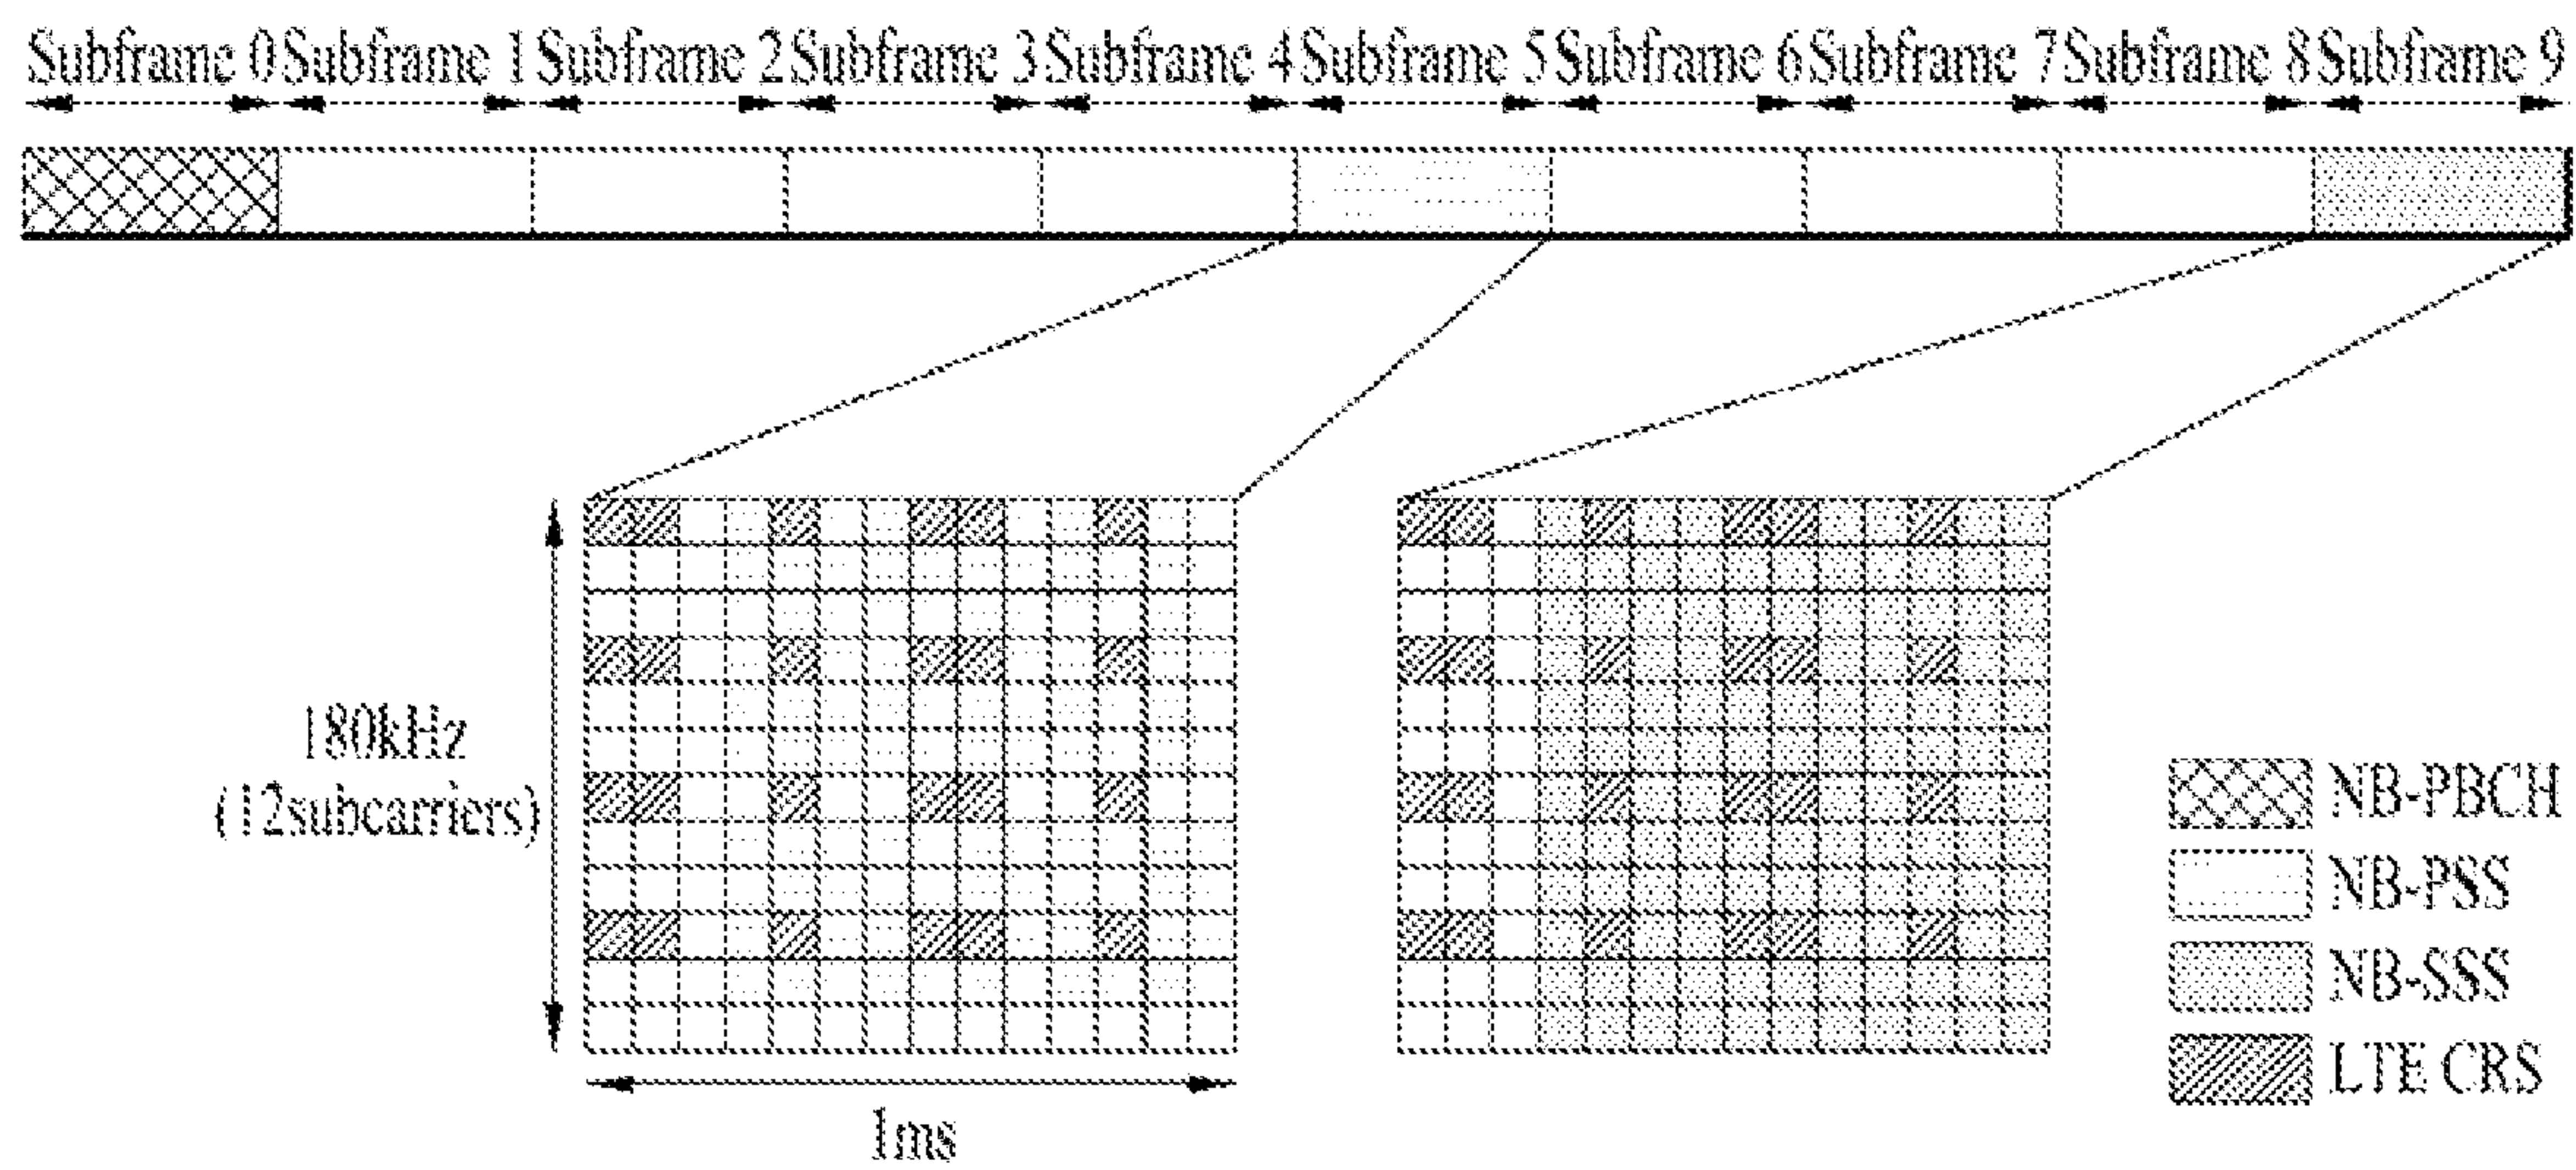 Subframe 0 Subframe 1 Subframe 2 Subframe 3 Subframe 4 Subframe 5 Subframe 6 Subframe 7 Subframe 8 Subframe 9
180kHz
(12subcarriers)
1ms
NB-PBCH
NB-PSS
NB-SSS
LTE CRS